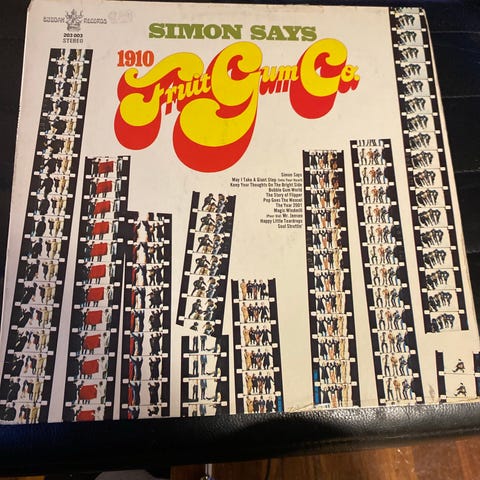 BUDDAH RECORDS
203 003
STEREO
SIMON SAYS
1910
Fruit Gum Co.
Simon Says
May I Take A Giant Step (Into Your Heart)
Keep Your Thoughts On The Bright Side
Bubble Gum World
The Story of Flipper
Pop Goes The Weasel
The Year 2001
Magic Windmill
(Poor Old) Mr. Jensen
Happy Little Teardrops
Soul Struttin'